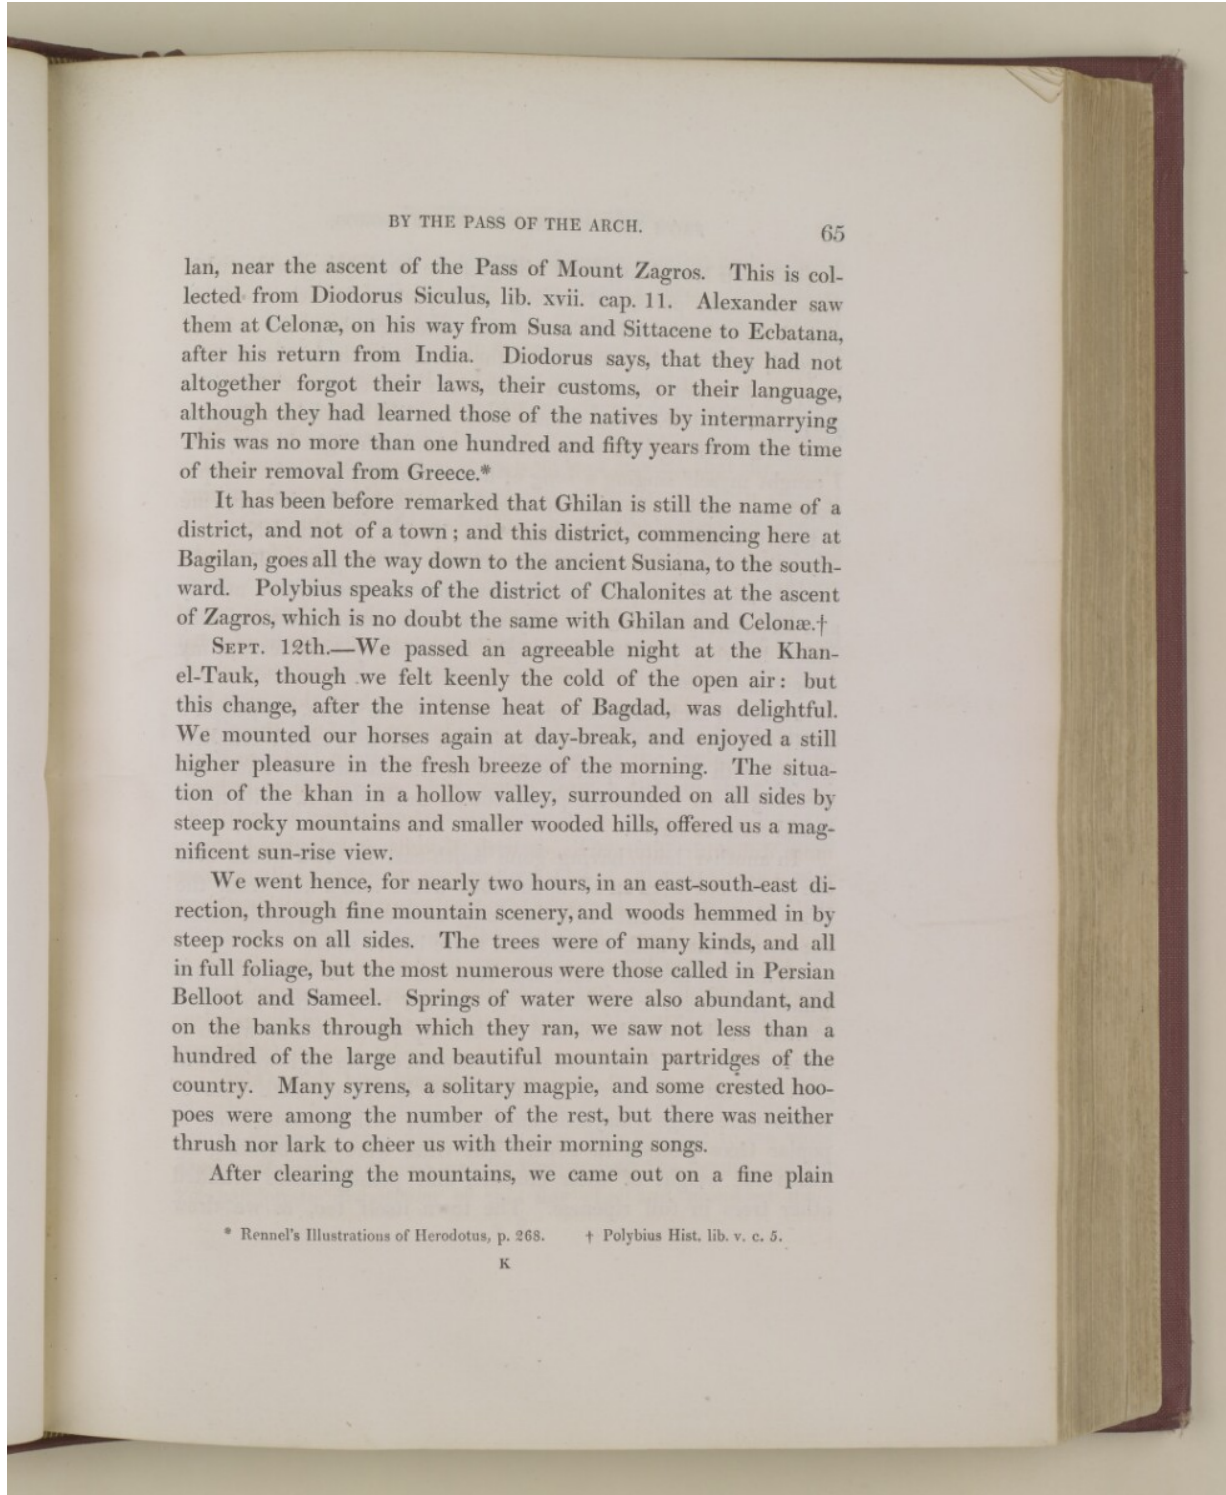 BY THE PASS OF THE ARCH. 65
lan, near the ascent of the Pass of Mount Zagros. This is col-
lected from Diodorus Siculus, lib. xvii. cap. 11. Alexander saw
them at Celonæ, on his way from Susa and Sittacene to Ecbatana,
after his return from India. Diodorus says, that they had not
altogether forgot their laws, their customs, or their language,
although they had learned those of the natives by intermarrying
This was no more than one hundred and fifty years from the time
of their removal from Greece.*
It has been before remarked that Ghilan is still the name of a
district, and not of a town; and this district, commencing here at
Bagilan, goes all the way down to the ancient Susiana, to the south-
ward. Polybius speaks of the district of Chalonites at the ascent
of Zagros, which is no doubt the same with Ghilan and Celonæ.†
SEPT. 12th.—We passed an agreeable night at the Khan-
el-Tauk, though we felt keenly the cold of the open air: but
this change, after the intense heat of Bagdad, was delightful.
We mounted our horses again at day-break, and enjoyed a still
higher pleasure in the fresh breeze of the morning. The situa-
tion of the khan in a hollow valley, surrounded on all sides by
steep rocky mountains and smaller wooded hills, offered us a mag-
nificent sun-rise view.
We went hence, for nearly two hours, in an east-south-east di-
rection, through fine mountain scenery, and woods hemmed in by
steep rocks on all sides. The trees were of many kinds, and all
in full foliage, but the most numerous were those called in Persian
Belloot and Sameel. Springs of water were also abundant, and
on the banks through which they ran, we saw not less than a
hundred of the large and beautiful mountain partridges of the
country. Many syrens, a solitary magpie, and some crested hoo-
poes were among the number of the rest, but there was neither
thrush nor lark to cheer us with their morning songs.
After clearing the mountains, we came out on a fine plain
* Rennel's Illustrations of Herodotus, p. 268. † Polybius Hist. lib. v. c. 5.
K